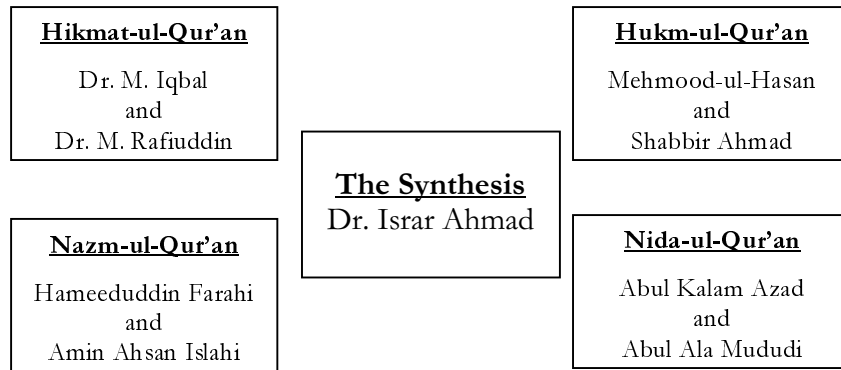 Hikmat-ul-Qur’an
Dr. M. Iqbal
and
Dr. M. Rafiuddin
Hukm-ul-Qur’an
Mehmood-ul-Hasan
and
Shabbir Ahmad
The Synthesis
Dr. Israr Ahmad
Nazm-ul-Qur’an
Hameeduddin Farahi
and
Amin Ahsan Islahi
Nida-ul-Qur’an
Abul Kalam Azad
and
Abul Ala Mududi